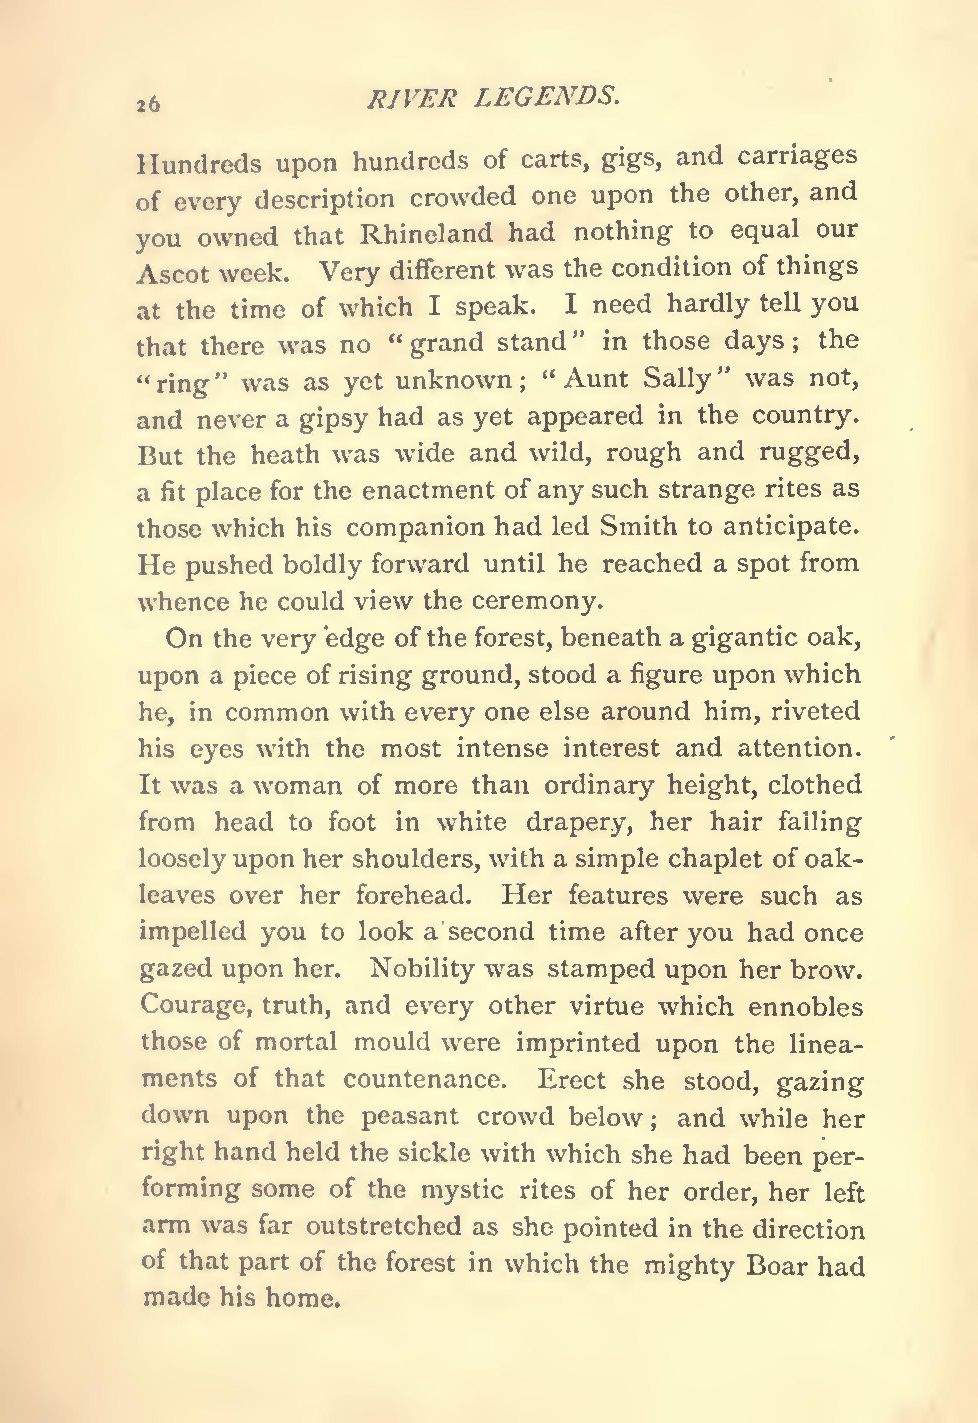 26 RIVER LEGENDS.
Hundreds upon hundreds of carts, gigs, and carriages
of every description crowded one upon the other, and
you owned that Rhineland had nothing to equal our
Ascot week. Very different was the condition of things
at the time of which I speak. I need hardly tell you
that there was no “grand stand” in those days; the
“ring” was as yet unknown; “Aunt Sally” was not,
and never a gipsy had as yet appeared in the country.
But the heath was wide and wild, rough and rugged,
a fit place for the enactment of any such strange rites as
those which his companion had led Smith to anticipate.
He pushed boldly forward until he reached a spot from
whence he could view the ceremony.
On the very edge of the forest, beneath a gigantic oak,
upon a piece of rising ground, stood a figure upon which
he, in common with every one else around him, riveted
his eyes with the most intense interest and attention.
It was a woman of more than ordinary height, clothed
from head to foot in white drapery, her hair falling
loosely upon her shoulders, with a simple chaplet of oak-
leaves over her forehead. Her features were such as
impelled you to look a second time after you had once
gazed upon her. Nobility was stamped upon her brow.
Courage, truth, and every other virtue which ennobles
those of mortal mould were imprinted upon the linea-
ments of that countenance. Erect she stood, gazing
down upon the peasant crowd below; and while her
right hand held the sickle with which she had been per-
forming some of the mystic rites of her order, her left
arm was far outstretched as she pointed in the direction
of that part of the forest in which the mighty Boar had
made his home.